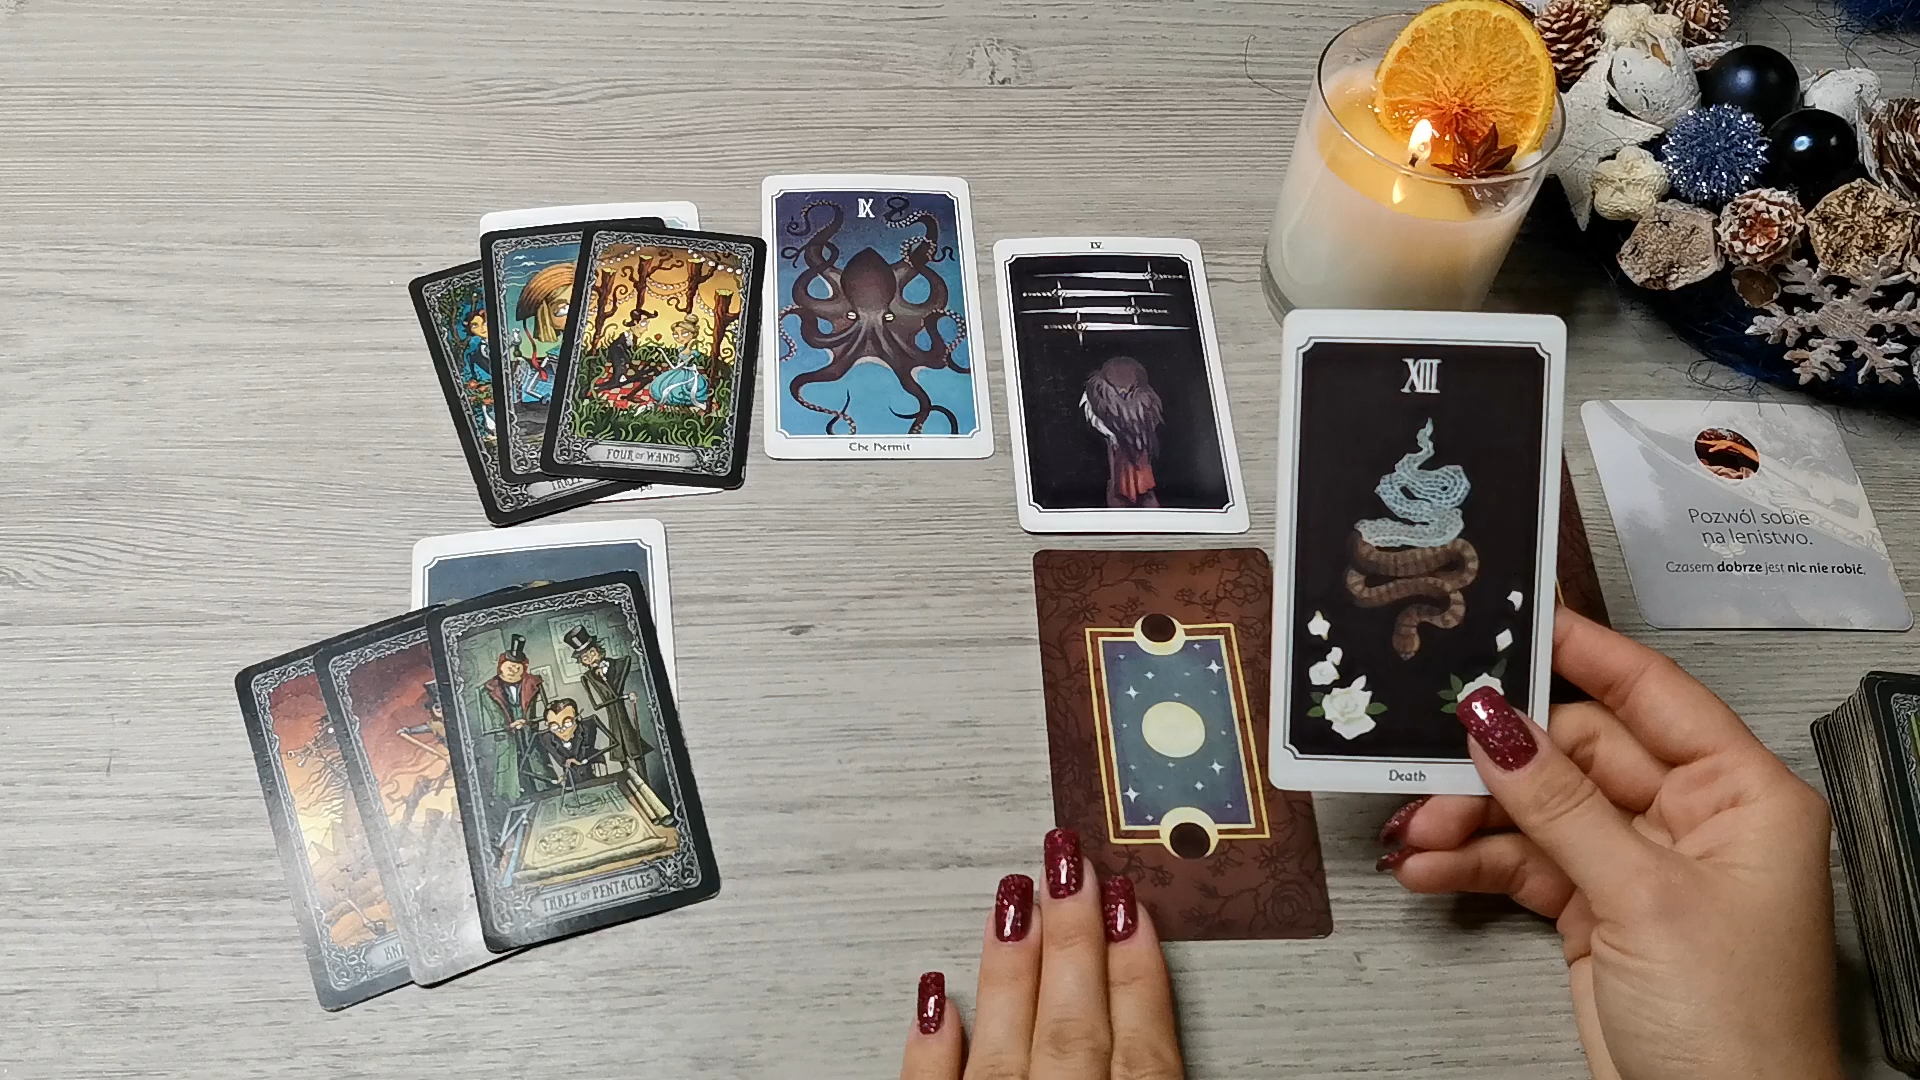 IX
The Hermit
IV
FOUR OF WANDS
XIII
Death
Pozwól sobie
na lenistwo.
Czasem dobrze jest nic nie robić.
THREE OF PENTACLES